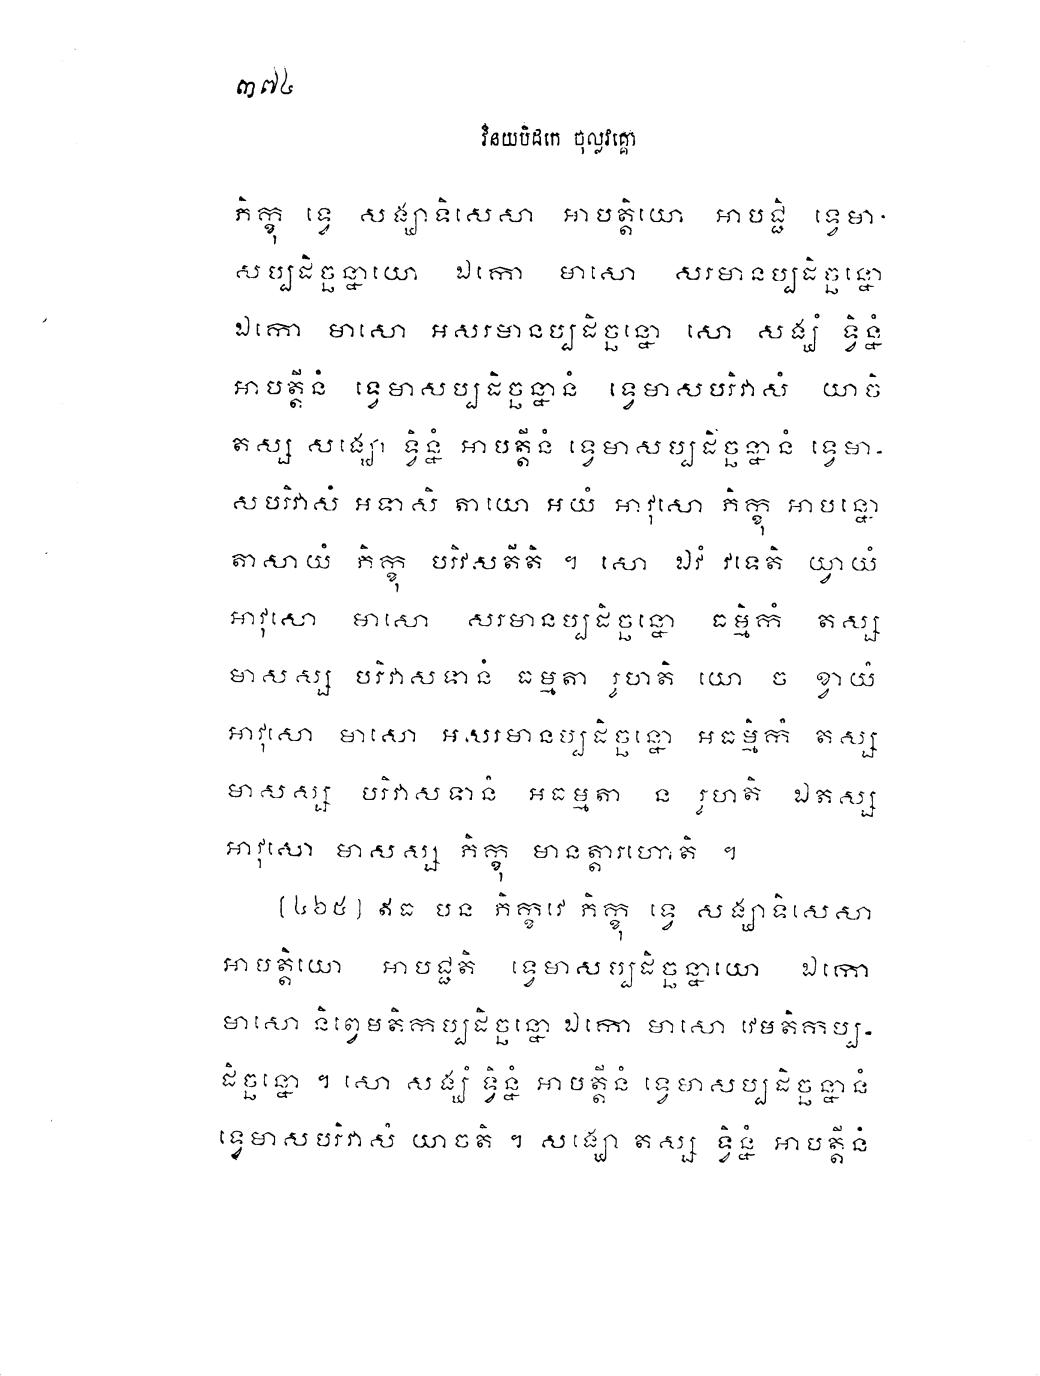 ៣៧៤
វិនយបិដកេ ចុល្លវគ្គោ
ភិក្ខុ ទ្វេ សង្ឃាទិសេសា អាបត្តិយោ អាបជ្ជិ ទ្វេមា-
សប្បដិច្ឆន្នាយោ ឯកោ មាសោ សរមានប្បដិច្ឆន្នោ
ឯកោ មាសោ អសរមានប្បដិច្ឆន្នោ សោ សង្ឃំ ទ្វិន្នំ
អាបត្តីនំ ទ្វេមាសប្បដិច្ឆន្នានំ ទ្វេមាសបរិវាសំ យាចិ
តស្ស សង្ឃោ ទ្វិន្នំ អាបត្តីនំ ទ្វេមាសប្បដិច្ឆន្នានំ ទ្វេមា-
សបរិវាសំ អទាសិ តាយោ អយំ អាវុសោ ភិក្ខុ អាបន្នោ
តាសាយំ ភិក្ខុ បរិវសតីតិ ។ សោ ឯវំ វទេតិ យ្វាយំ
អាវុសោ មាសោ សរមានប្បដិច្ឆន្នោ ធម្មិកំ តស្ស
មាសស្ស បរិវាសទានំ ធម្មតា រូហតិ យោ ច ខ្វាយំ
អាវុសោ មាសោ អសរមានប្បដិច្ឆន្នោ អធម្មិកំ តស្ស
មាសស្ស បរិវាសទានំ អធម្មតា ន រូហតិ ឯតស្ស
អាវុសោ មាសស្ស ភិក្ខុ មានត្តារហោតិ ។
[៤៦៥] ឥធ បន ភិក្ខវេ ភិក្ខុ ទ្វេ សង្ឃាទិសេសា
អាបត្តិយោ អាបជ្ជតិ ទ្វេមាសប្បដិច្ឆន្នាយោ ឯកោ
មាសោ និព្វេមតិកប្បដិច្ឆន្នោ ឯកោ មាសោ វេមតិកប្ប-
ដិច្ឆន្នោ ។ សោ សង្ឃំ ទ្វិន្នំ អាបត្តីនំ ទ្វេមាសប្បដិច្ឆន្នានំ
ទ្វេមាសបរិវាសំ យាចតិ ។ សង្ឃោ តស្ស ទ្វិន្នំ អាបត្តីនំ